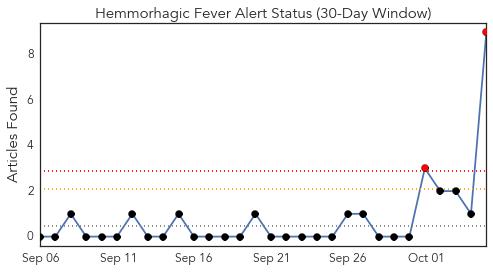 Hemmorhagic Fever Alert Status (30-Day Window)
Articles Found
8
6
4
2
0
Sep 06 Sep 11 Sep 16 Sep 21 Sep 26 Oct 01